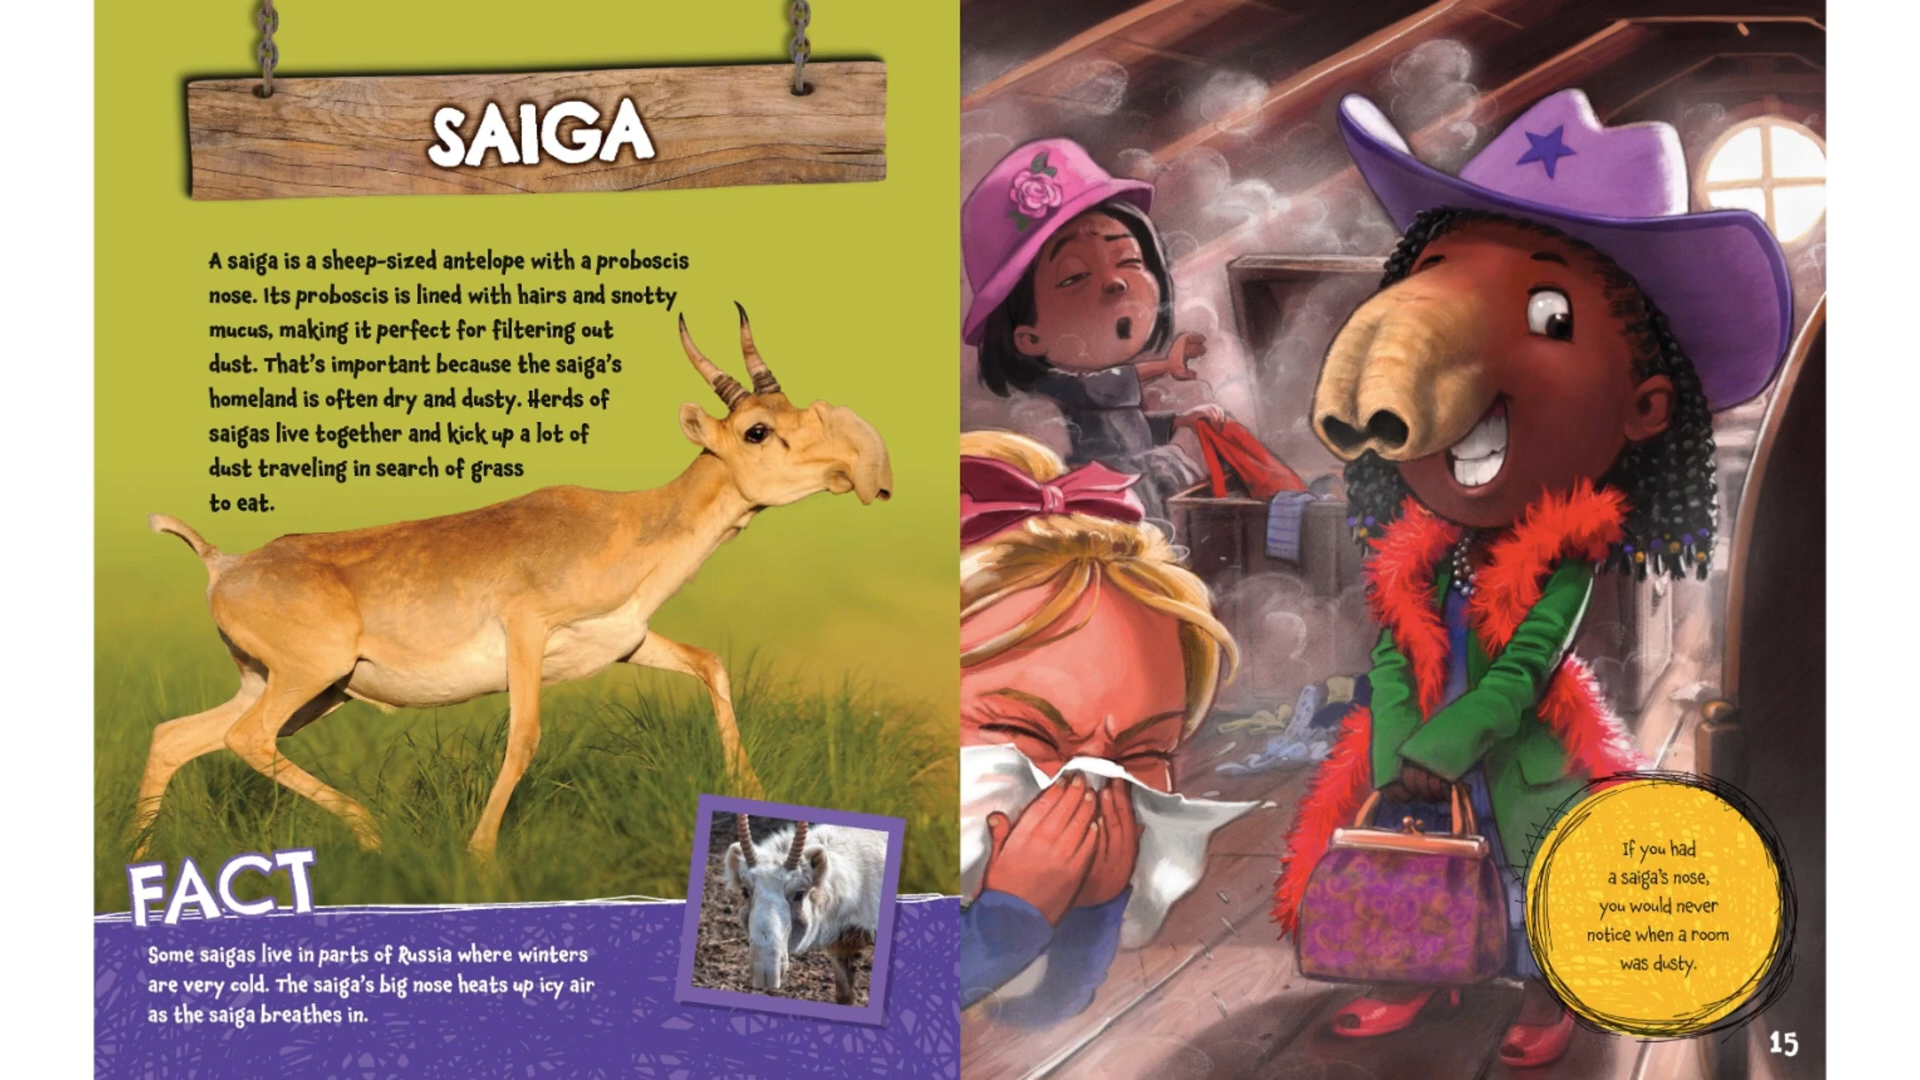 SAIGA
A saiga is a sheep-sized antelope with a proboscis
nose. Its proboscis is lined with hairs and snotty
mucus, making it perfect for filtering out
dust. That's important because the saiga's
homeland is often dry and dusty. Herds of
saigas live together and kick up a lot of
dust traveling in search of grass
to eat.
FACT
Some saigas live in parts of Russia where winters
are very cold. The saiga's big nose heats up icy air
as the saiga breathes in.
If you had
a saiga's nose,
you would never
notice when a room
was dusty.
15